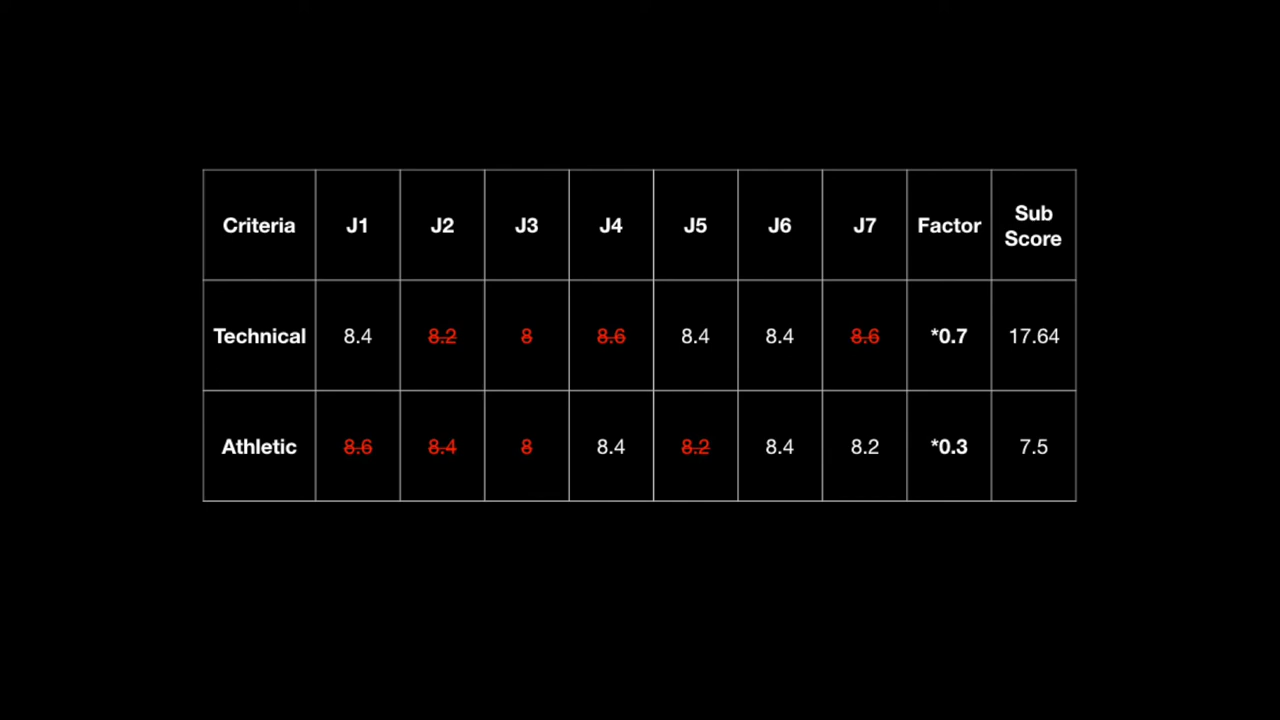 Criteria J1 J2 J3 J4 J5 J6 J7 Factor Sub Score
Technical 8.4 8.2 8 8.6 8.4 8.4 8.6 *0.7 17.64
Athletic 8.6 8.4 8 8.4 8.2 8.4 8.2 *0.3 7.5